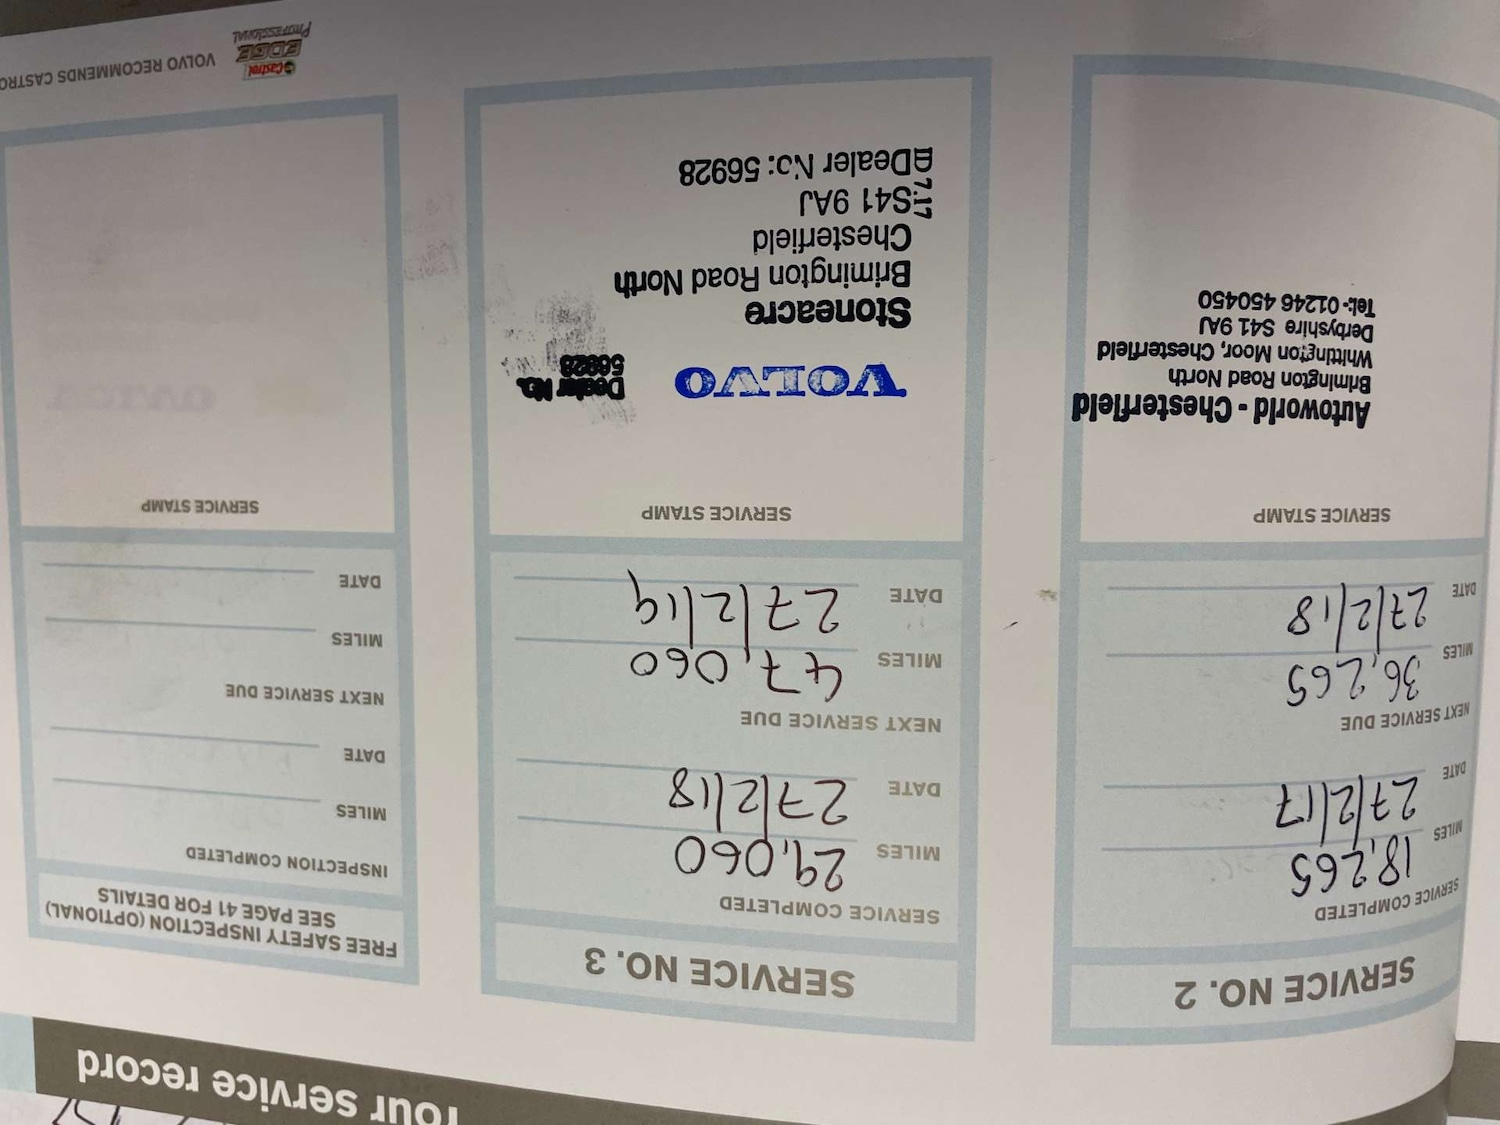 Your service record
SERVICE NO. 2
SERVICE COMPLETED
MILES 18,265
DATE 27/2/17
NEXT SERVICE DUE
MILES 36,265
DATE 27/2/18
SERVICE STAMP
Autoworld - Chesterfield
Brimington Road North
Whittington Moor, Chesterfield
Derbyshire S41 9AJ
Tel:- 01246 450450
SERVICE NO. 3
SERVICE COMPLETED
MILES 29,060
DATE 27/2/18
NEXT SERVICE DUE
MILES 47,060
DATE 27/2/19
SERVICE STAMP
VOLVO
Dealer No.
56928
Stoneacre
Brimington Road North
Chesterfield
S41 9AJ
Dealer No: 56928
FREE SAFETY INSPECTION (OPTIONAL)
SEE PAGE 41 FOR DETAILS
INSPECTION COMPLETED
MILES
DATE
NEXT SERVICE DUE
MILES
DATE
SERVICE STAMP
VOLVO RECOMMENDS CASTRO
Castrol
EDGE
PROFESSIONAL